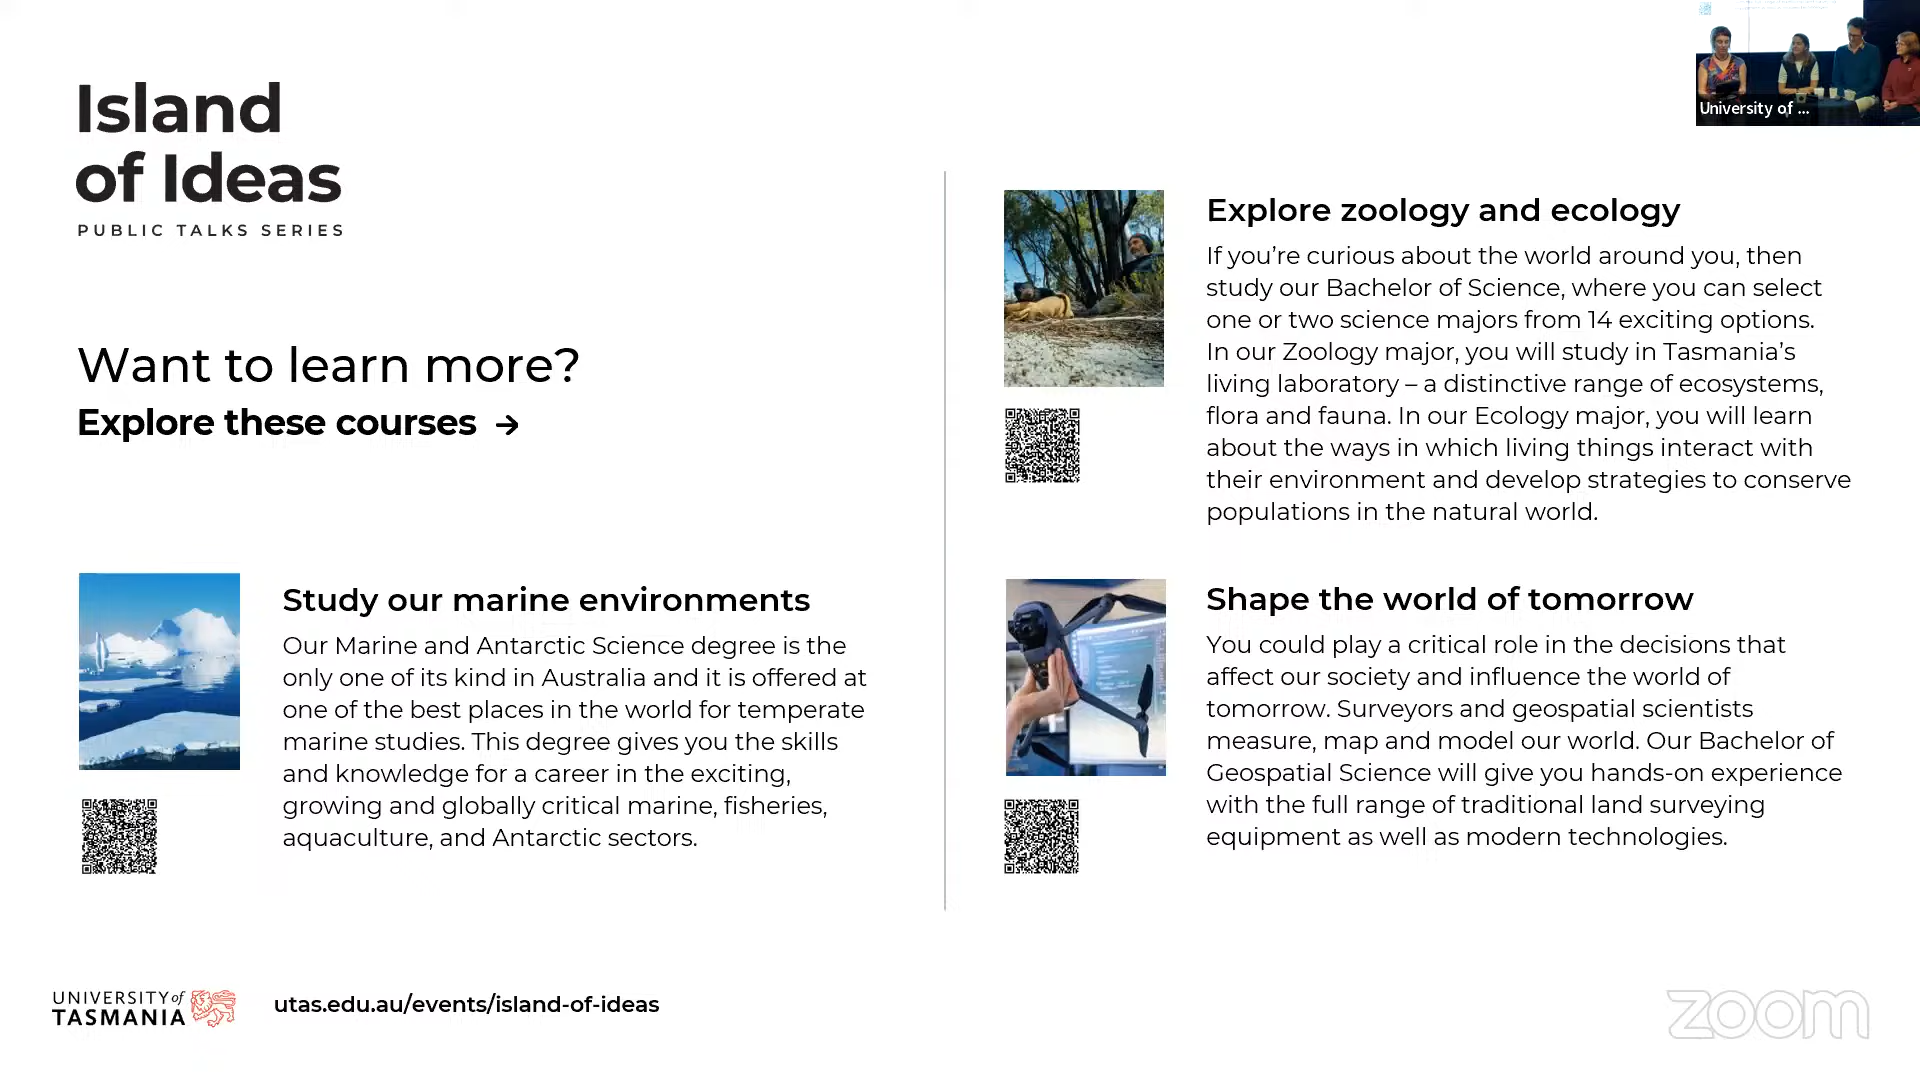 Island
of Ideas
PUBLIC TALKS SERIES
Want to learn more?
Explore these courses →
Study our marine environments
Our Marine and Antarctic Science degree is the
only one of its kind in Australia and it is offered at
one of the best places in the world for temperate
marine studies. This degree gives you the skills
and knowledge for a career in the exciting,
growing and globally critical marine, fisheries,
aquaculture, and Antarctic sectors.
University of ...
Explore zoology and ecology
If you’re curious about the world around you, then
study our Bachelor of Science, where you can select
one or two science majors from 14 exciting options.
In our Zoology major, you will study in Tasmania’s
living laboratory – a distinctive range of ecosystems,
flora and fauna. In our Ecology major, you will learn
about the ways in which living things interact with
their environment and develop strategies to conserve
populations in the natural world.
Shape the world of tomorrow
You could play a critical role in the decisions that
affect our society and influence the world of
tomorrow. Surveyors and geospatial scientists
measure, map and model our world. Our Bachelor of
Geospatial Science will give you hands-on experience
with the full range of traditional land surveying
equipment as well as modern technologies.
UNIVERSITY of
TASMANIA
utas.edu.au/events/island-of-ideas
zoom